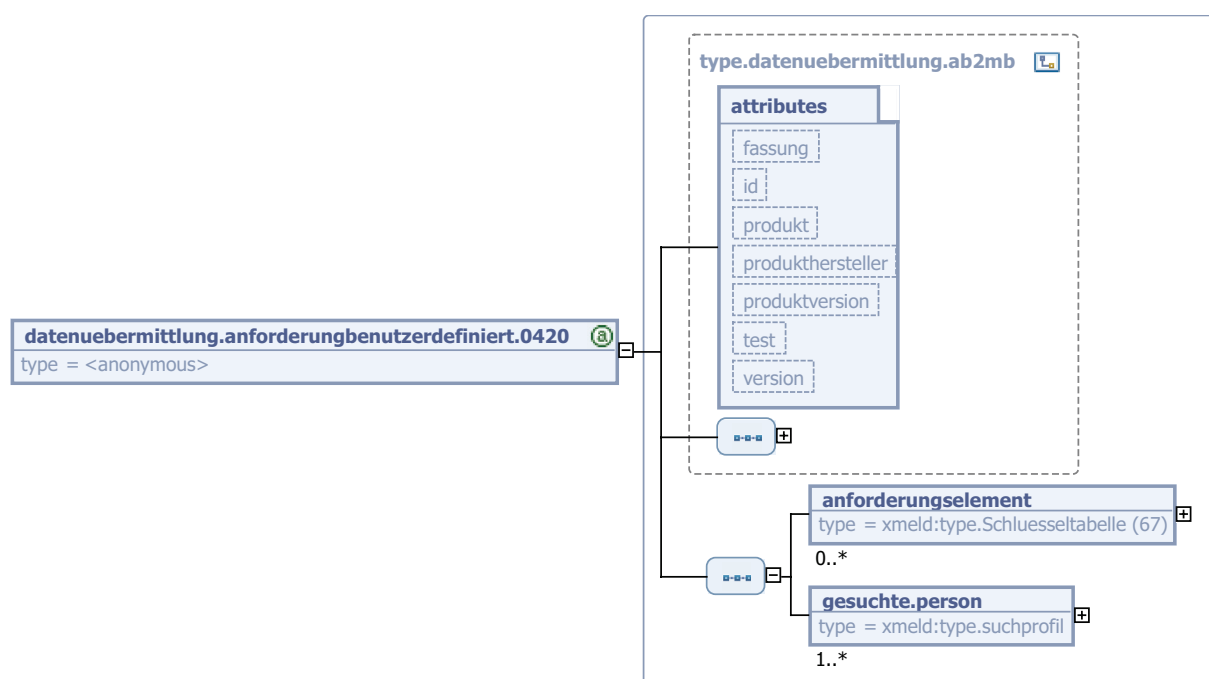 type.datenuebermittlung.ab2mb
attributes
fassung
id
produkt
produkthersteller
produktversion
test
version
datenuebermittlung.anforderungbenutzerdefiniert.0420 a
type = <anonymous>
anforderungselement
type = xmeld:type.Schluesseltabelle (67)
0..*
gesuchte.person
type = xmeld:type.suchprofil
1..*